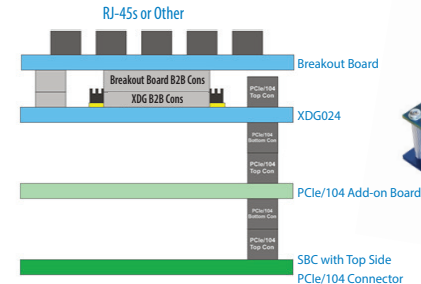 RJ-45s or Other
Breakout Board
Breakout Board B2B Cons
XDG B2B Cons
PCIe/104
Top Con
XDG024
PCIe/104
Bottom Con
PCIe/104
Top Con
PCIe/104 Add-on Board
PCIe/104
Bottom Con
PCIe/104
Top Con
SBC with Top Side
PCIe/104 Connector